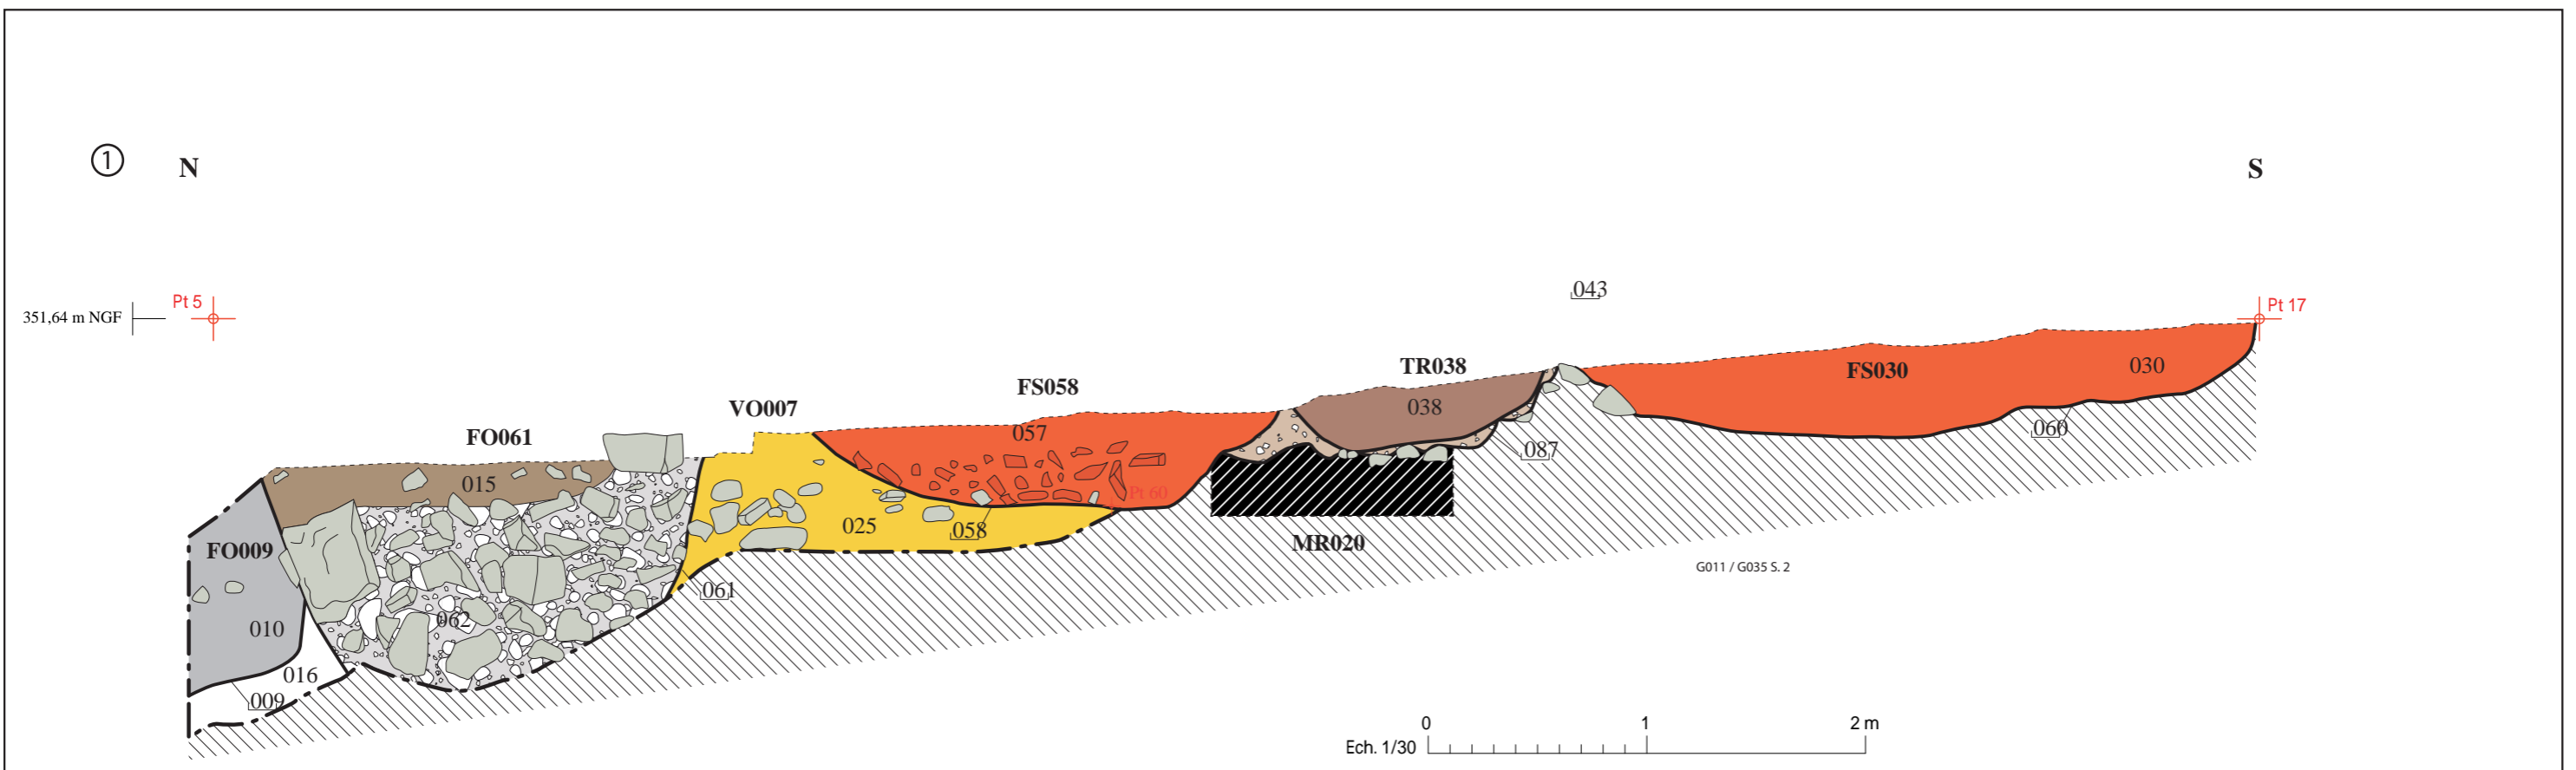 1 N S
043
351,64 m NGF Pt 5 Pt 17
TR038
FS030 030
FS058
VO007
038
FO061
057
060
087
015
Pt 60
025
058
FO009 MR020
G011 / G035 S. 2
061
062
010
016
009
0 1 2 m
Ech. 1/30